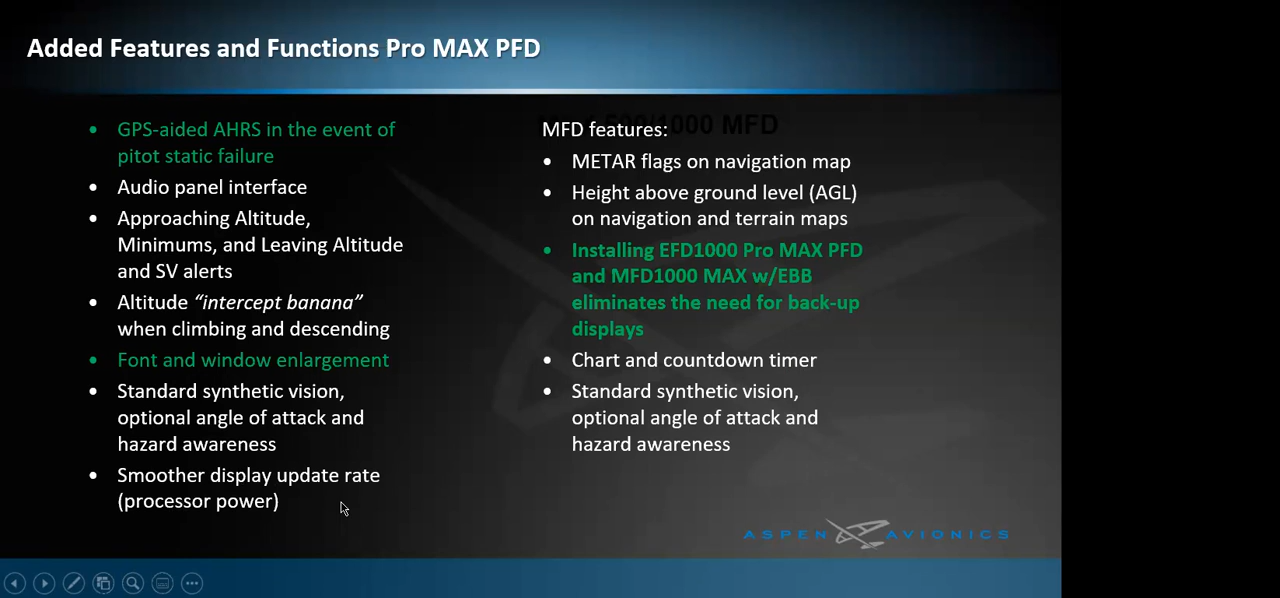 Added Features and Functions Pro MAX PFD
• GPS-aided AHRS in the event of
pitot static failure
• Audio panel interface
• Approaching Altitude,
Minimums, and Leaving Altitude
and SV alerts
• Altitude “intercept banana”
when climbing and descending
• Font and window enlargement
• Standard synthetic vision,
optional angle of attack and
hazard awareness
• Smoother display update rate
(processor power)
1000 MFD
MFD features:
• METAR flags on navigation map
• Height above ground level (AGL)
on navigation and terrain maps
• Installing EFD1000 Pro MAX PFD
and MFD1000 MAX w/EBB
eliminates the need for back-up
displays
• Chart and countdown timer
• Standard synthetic vision,
optional angle of attack and
hazard awareness
ASPEN AVIONICS